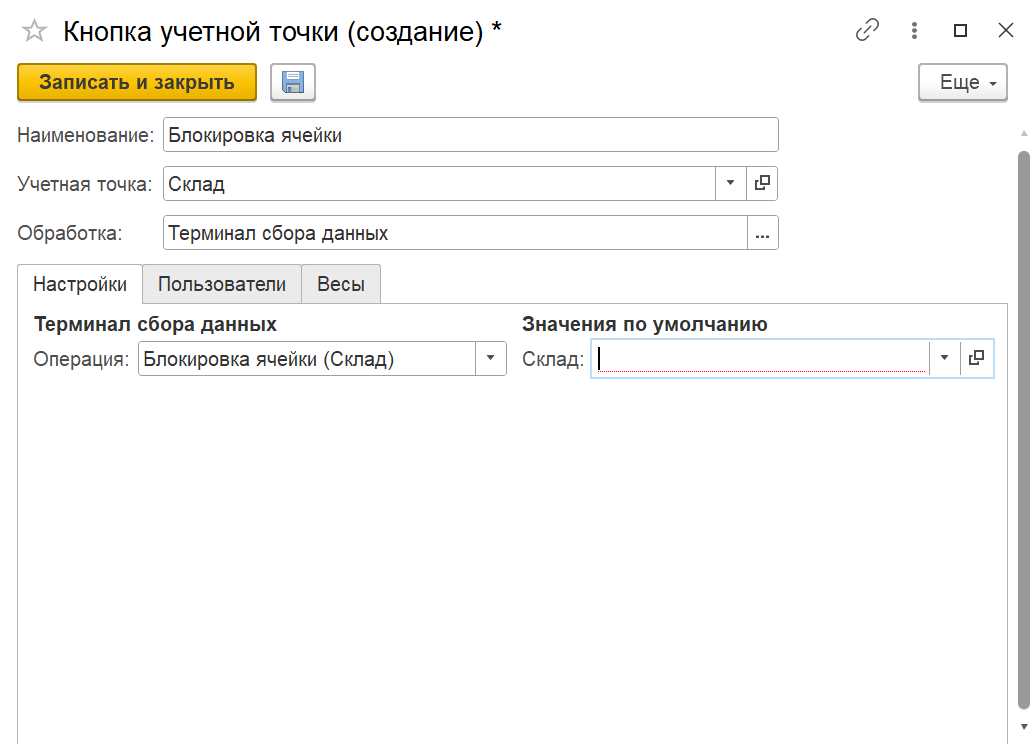 Кнопка учетной точки (создание) *
Записать и закрыть
Еще
Наименование: Блокировка ячейки
Учетная точка: Склад
Обработка: Терминал сбора данных ...
Настройки Пользователи Весы
Терминал сбора данных Значения по умолчанию
Операция: Блокировка ячейки (Склад) Склад: